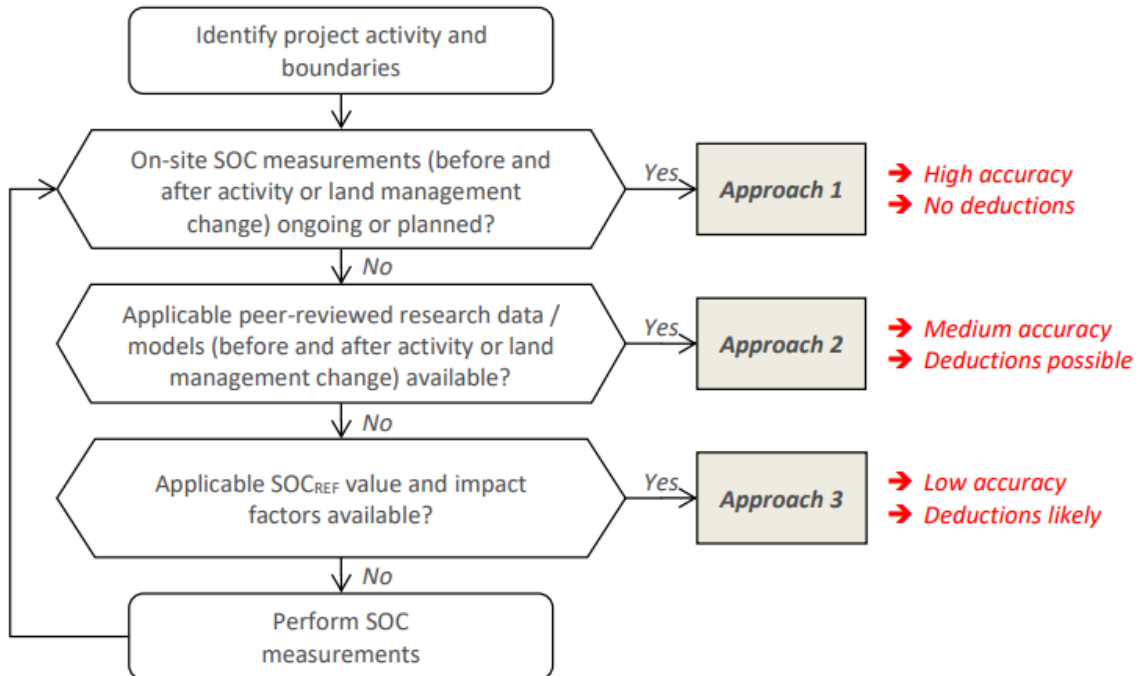 Identify project activity and
boundaries
On-site SOC measurements (before and
after activity or land management
change) ongoing or planned?
Yes
Approach 1
➔ High accuracy
➔ No deductions
No
Applicable peer-reviewed research data /
models (before and after activity or land
management change) available?
Yes
Approach 2
➔ Medium accuracy
➔ Deductions possible
No
Applicable SOCREF value and impact
factors available?
Yes
Approach 3
➔ Low accuracy
➔ Deductions likely
No
Perform SOC
measurements